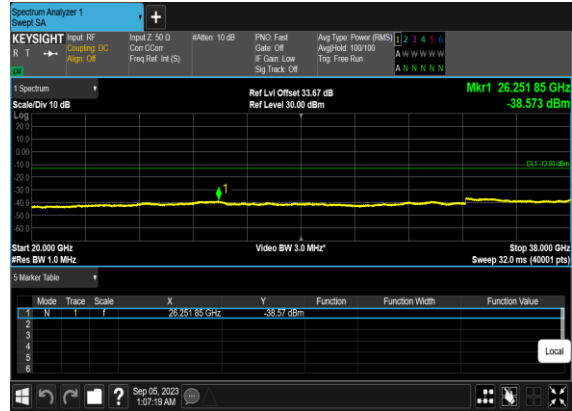 Spectrum Analyzer 1
Swept SA
+
KEYSIGHT
R T
Input: RF
Coupling: DC
Align: Off
Input Z: 50 Ω
Corr CCorr
Freq Ref: Int (S)
#Atten: 10 dB
PNO: Fast
Gate: Off
IF Gain: Low
Sig Track: Off
Avg Type: Power (RMS)
Avg|Hold: 100/100
Trig: Free Run
1 2 3 4 5 6
A W W W W W
A N N N N N
1 Spectrum
Scale/Div 10 dB
Ref Lvl Offset 33.67 dB
Ref Level 30.00 dBm
Mkr1 26.251 85 GHz
-38.573 dBm
Log
20.0
10.0
0.00
-10.0
-20.0
-30.0
-40.0
-50.0
-60.0
DL1 -13.00 dBm
1
Start 20.000 GHz
#Res BW 1.0 MHz
Video BW 3.0 MHz*
Stop 38.000 GHz
Sweep 32.0 ms (40001 pts)
5 Marker Table
Mode Trace Scale X Y Function Function Width Function Value
1 N 1 f 26.251 85 GHz -38.57 dBm
2
3
4
5
6
Local
?
Sep 05, 2023
1:07:19 AM